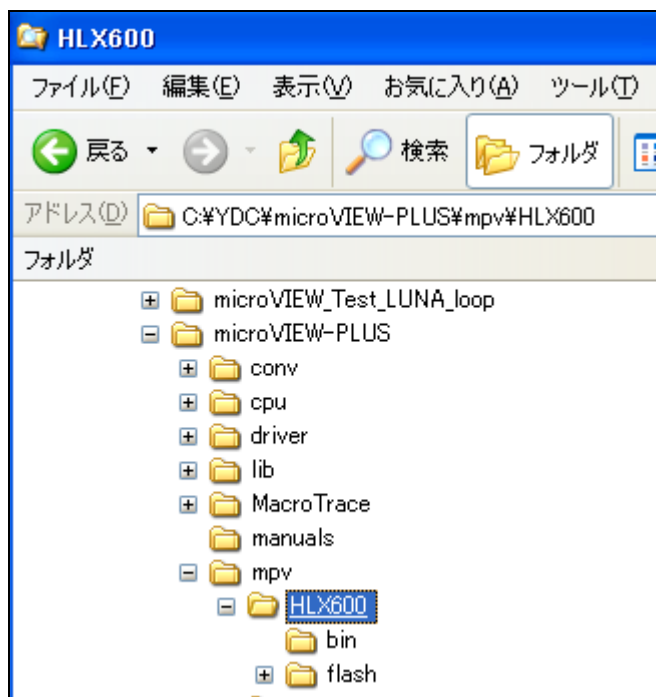 HLX600
ファイル(F) 編集(E) 表示(V) お気に入り(A) ツール(T)
戻る 検索 フォルダ
アドレス(D) C:¥YDC¥microVIEW-PLUS¥mpv¥HLX600
フォルダ
microVIEW_Test_LUNA_loop
microVIEW-PLUS
conv
cpu
driver
lib
MacroTrace
manuals
mpv
HLX600
bin
flash